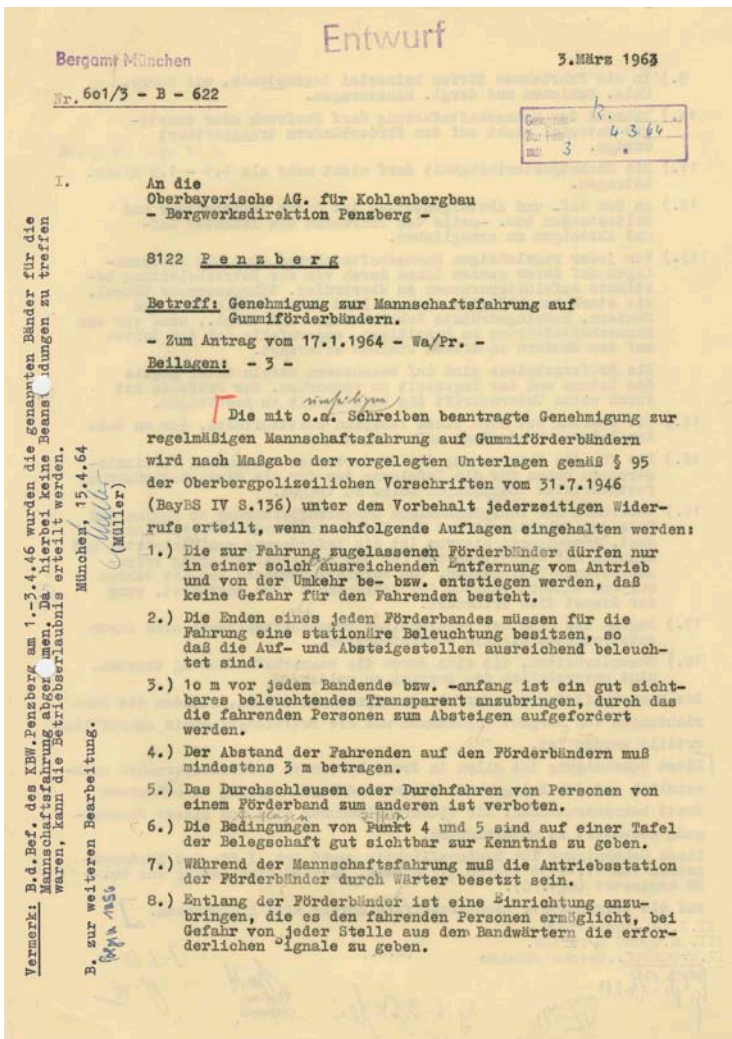 Entwurf
Bergamt München
3.März 1963
Nr. 601/3 - B - 622
4.3.64
3
I.
An die
Oberbayerische AG. für Kohlenbergbau
- Bergwerksdirektion Penzberg -
8122 Penzberg
Betreff: Genehmigung zur Mannschaftsfahrung auf
Gummiförderbändern.
- Zum Antrag vom 17.1.1964 - Wa/Pr. -
Beilagen: - 3 -
Die mit o.a. Schreiben beantragte Genehmigung zur
regelmäßigen Mannschaftsfahrung auf Gummiförderbändern
wird nach Maßgabe der vorgelegten Unterlagen gemäß § 95
der Oberbergpolizeilichen Vorschriften vom 31.7.1946
(BayBS IV S.136) unter dem Vorbehalt jederzeitigen Wider-
rufs erteilt, wenn nachfolgende Auflagen eingehalten werden:
1.) Die zur Fahrung zugelassenen Förderbänder dürfen nur
in einer solch ausreichenden Entfernung vom Antrieb
und von der Umkehr be- bzw. entstiegen werden, daß
keine Gefahr für den Fahrenden besteht.
2.) Die Enden eines jeden Förderbandes müssen für die
Fahrung eine stationäre Beleuchtung besitzen, so
daß die Auf- und Absteigestellen ausreichend beleuch-
tet sind.
3.) 10 m vor jedem Bandende bzw. -anfang ist ein gut sicht-
bares beleuchtendes Transparent anzubringen, durch das
die fahrenden Personen zum Absteigen aufgefordert
werden.
4.) Der Abstand der Fahrenden auf den Förderbändern muß
mindestens 3 m betragen.
5.) Das Durchschleusen oder Durchfahren von Personen von
einem Förderband zum anderen ist verboten.
Auflagen Ziffern
6.) Die Bedingungen von Punkt 4 und 5 sind auf einer Tafel
der Belegschaft gut sichtbar zur Kenntnis zu geben.
7.) Während der Mannschaftsfahrung muß die Antriebsstation
der Förderbänder durch Wärter besetzt sein.
8.) Entlang der Förderbänder ist eine Einrichtung anzu-
bringen, die es den fahrenden Personen ermöglicht, bei
Gefahr von jeder Stelle aus dem Bandwärtern die erfor-
derlichen Signale zu geben.
Vermerk: B.d.Bef. des KBW.Penzberg am 1.-3.4.46 wurden die genannten Bänder für die
Mannschaftsfahrung abgenommen. Da hierbei keine Beanstandungen zu treffen
waren, kann die Betriebserlaubnis erteilt werden.
München, 15.4.64
(Müller)
B. zur weiteren Bearbeitung.